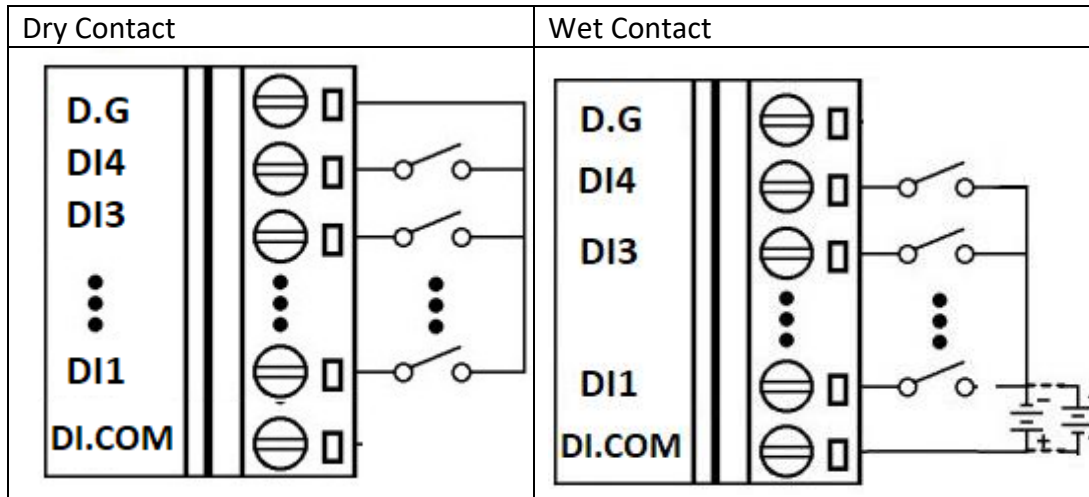 Dry Contact
Wet Contact
D.G
DI4
DI3
DI1
DI.COM
D.G
DI4
DI3
DI1
DI.COM
-
+